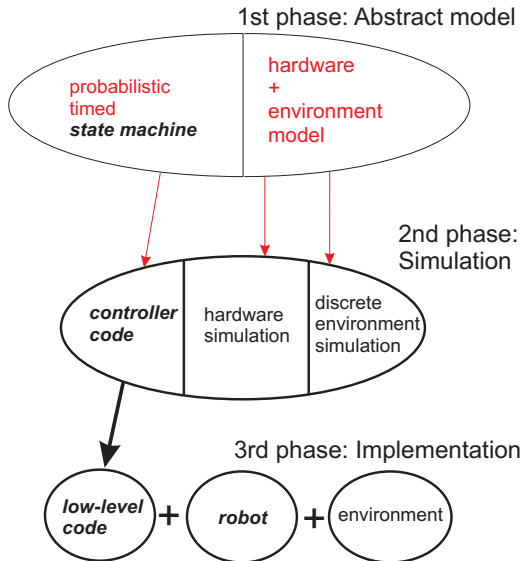 1st phase: Abstract model
probabilistic
timed
state machine
hardware
+
environment
model
2nd phase:
Simulation
controller
code
hardware
simulation
discrete
environment
simulation
3rd phase: Implementation
low-level
code
+
robot
+
environment